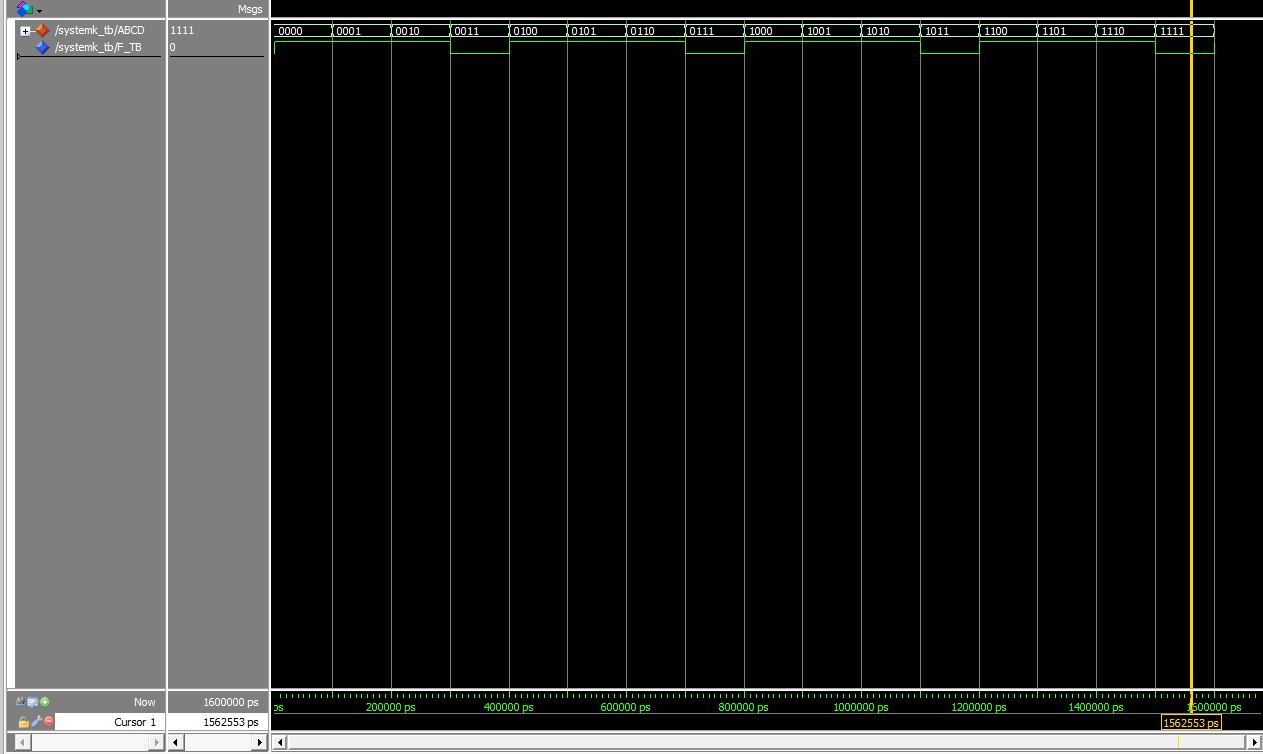 Msgs
/systemk_tb/ABCD 1111 0000 0001 0010 0011 0100 0101 0110 0111 1000 1001 1010 1011 1100 1101 1110 1111
/systemk_tb/F_TB 0
Now 1600000 ps ps 200000 ps 400000 ps 600000 ps 800000 ps 1000000 ps 1200000 ps 1400000 ps 1600000 ps
Cursor 1 1562553 ps 1562553 ps